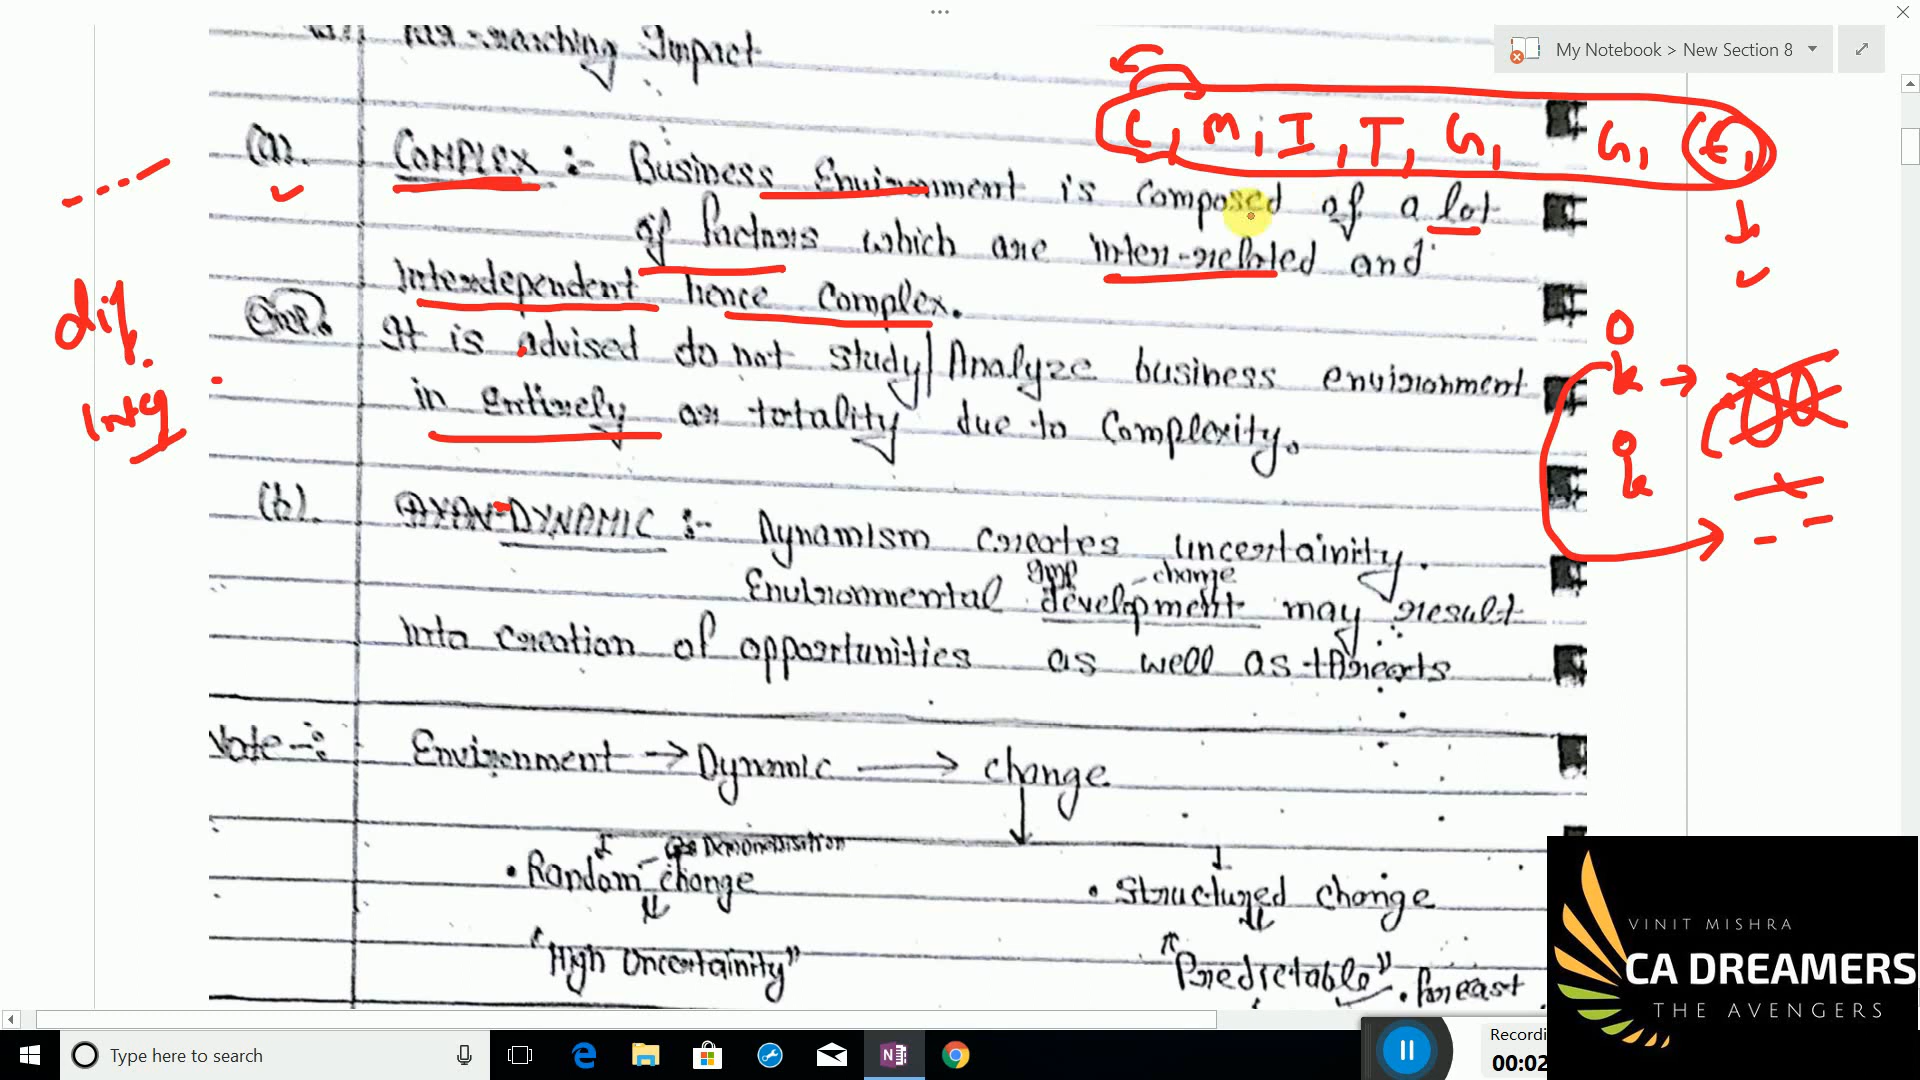 My Notebook > New Section 8
Far-reaching Impact
C, M, I, T, G, G, E,
(a). COMPLEX :- Business Environment is composed of a lot
of factors which are inter-related and
Interdependent hence complex.
It is advised do not study/Analyze business environment
in entirely or totality due to complexity.
dif.
integ
(b). DYNAMIC :- Dynamism creates uncertainity.
Imp - change
Environmental development may result
into creation of opportunities as well as threats
Note -: Environment → Dynamic → change
• Random change
• Structured change
"High Uncertainity"
"Predictable" . Forecast
VINIT MISHRA
CA DREAMERS
THE AVENGERS
Type here to search
Recordi
00:02